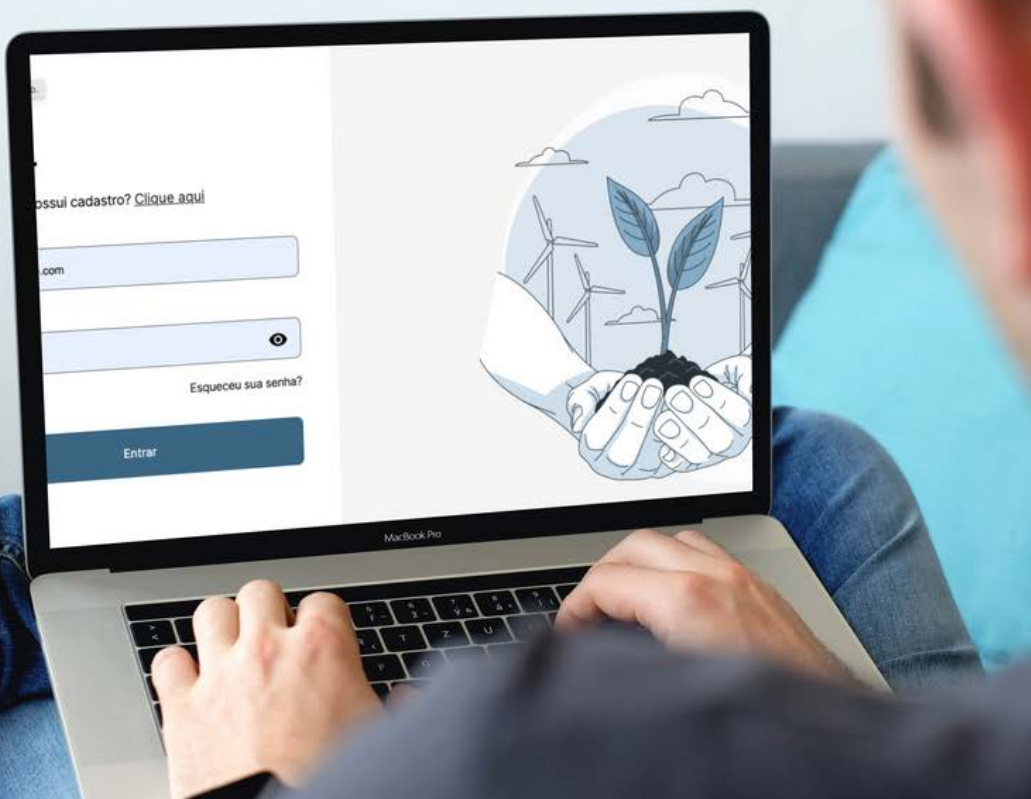 o.
ossui cadastro? Clique aqui
.com
Esqueceu sua senha?
Entrar
MacBook Pro
T Z U